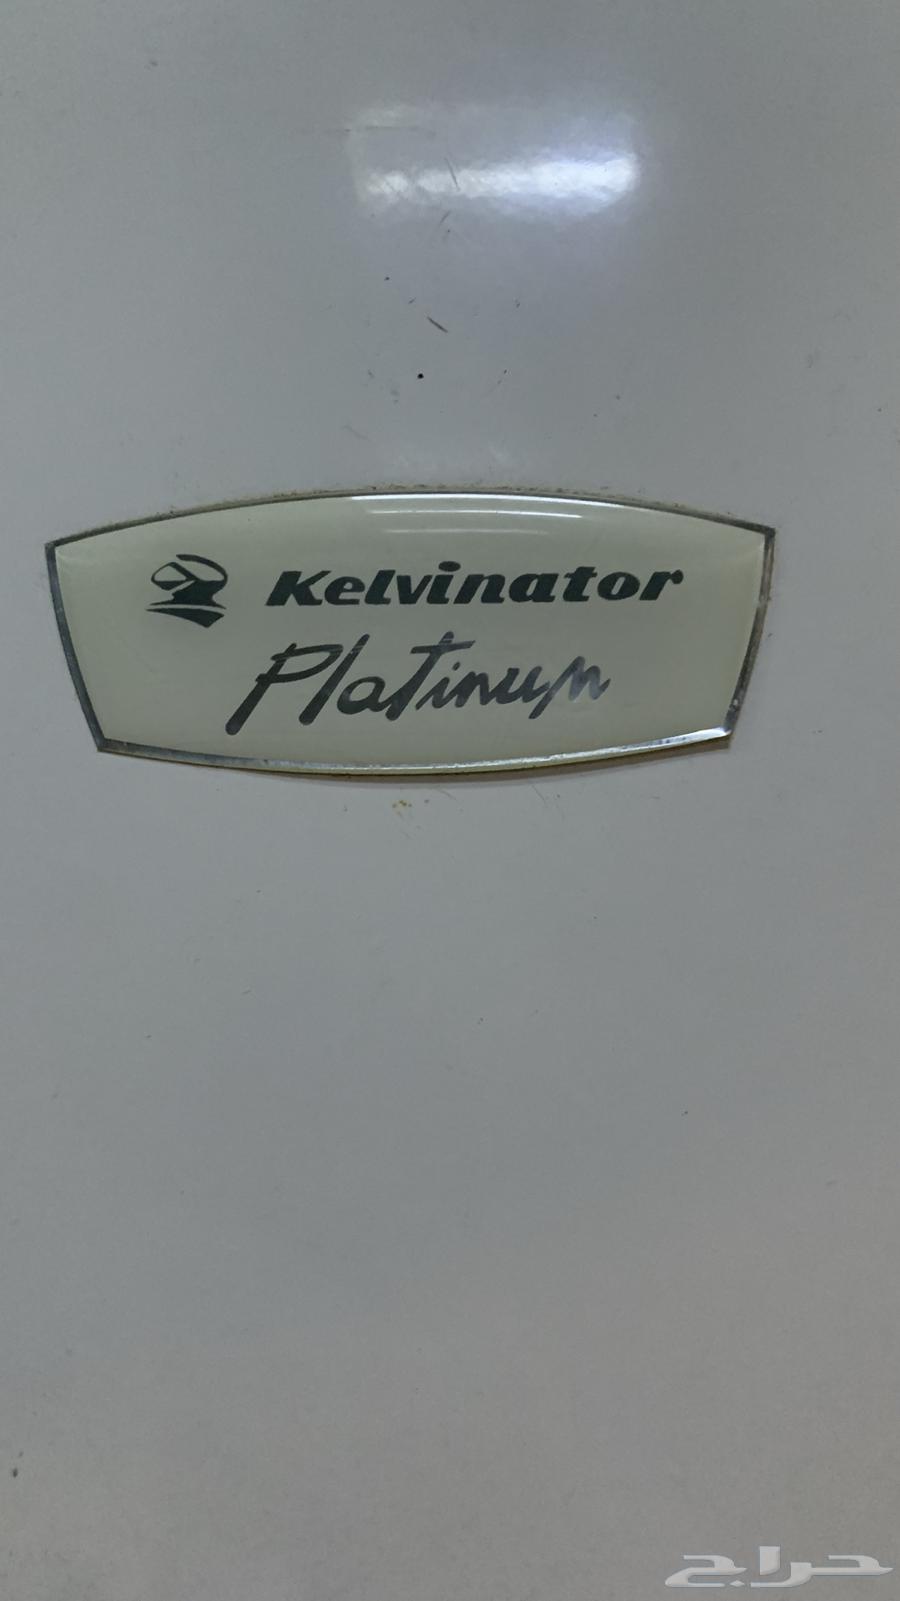 Kelvinator
Platinum
حراج